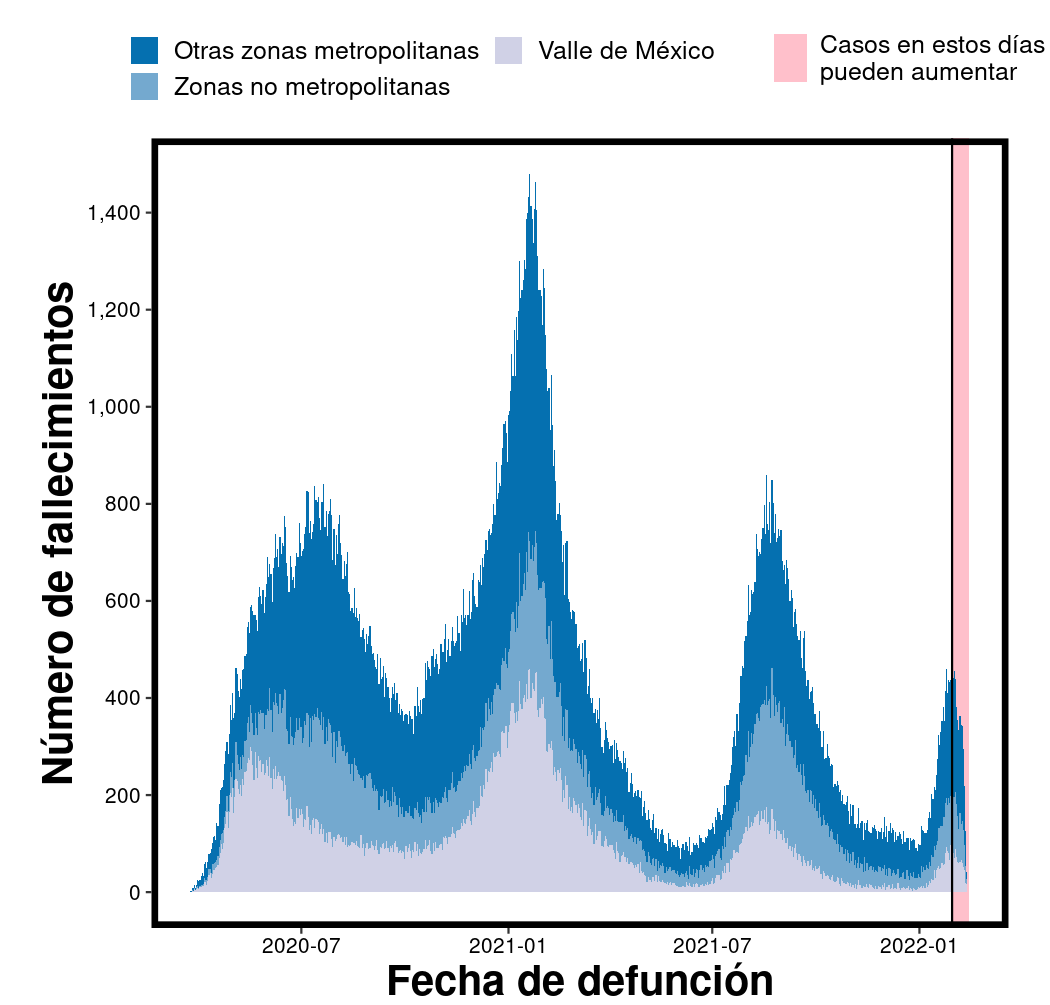 Otras zonas metropolitanas
Zonas no metropolitanas
Valle de México
Casos en estos días
pueden aumentar
Número de fallecimientos
1,400
1,200
1,000
800
600
400
200
0
2020-07
2021-01
2021-07
2022-01
Fecha de defunción